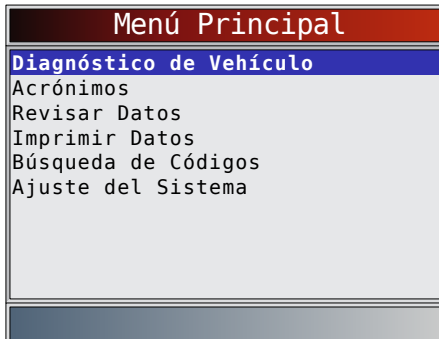 Menú Principal
Diagnóstico de Vehículo
Acrónimos
Revisar Datos
Imprimir Datos
Búsqueda de Códigos
Ajuste del Sistema